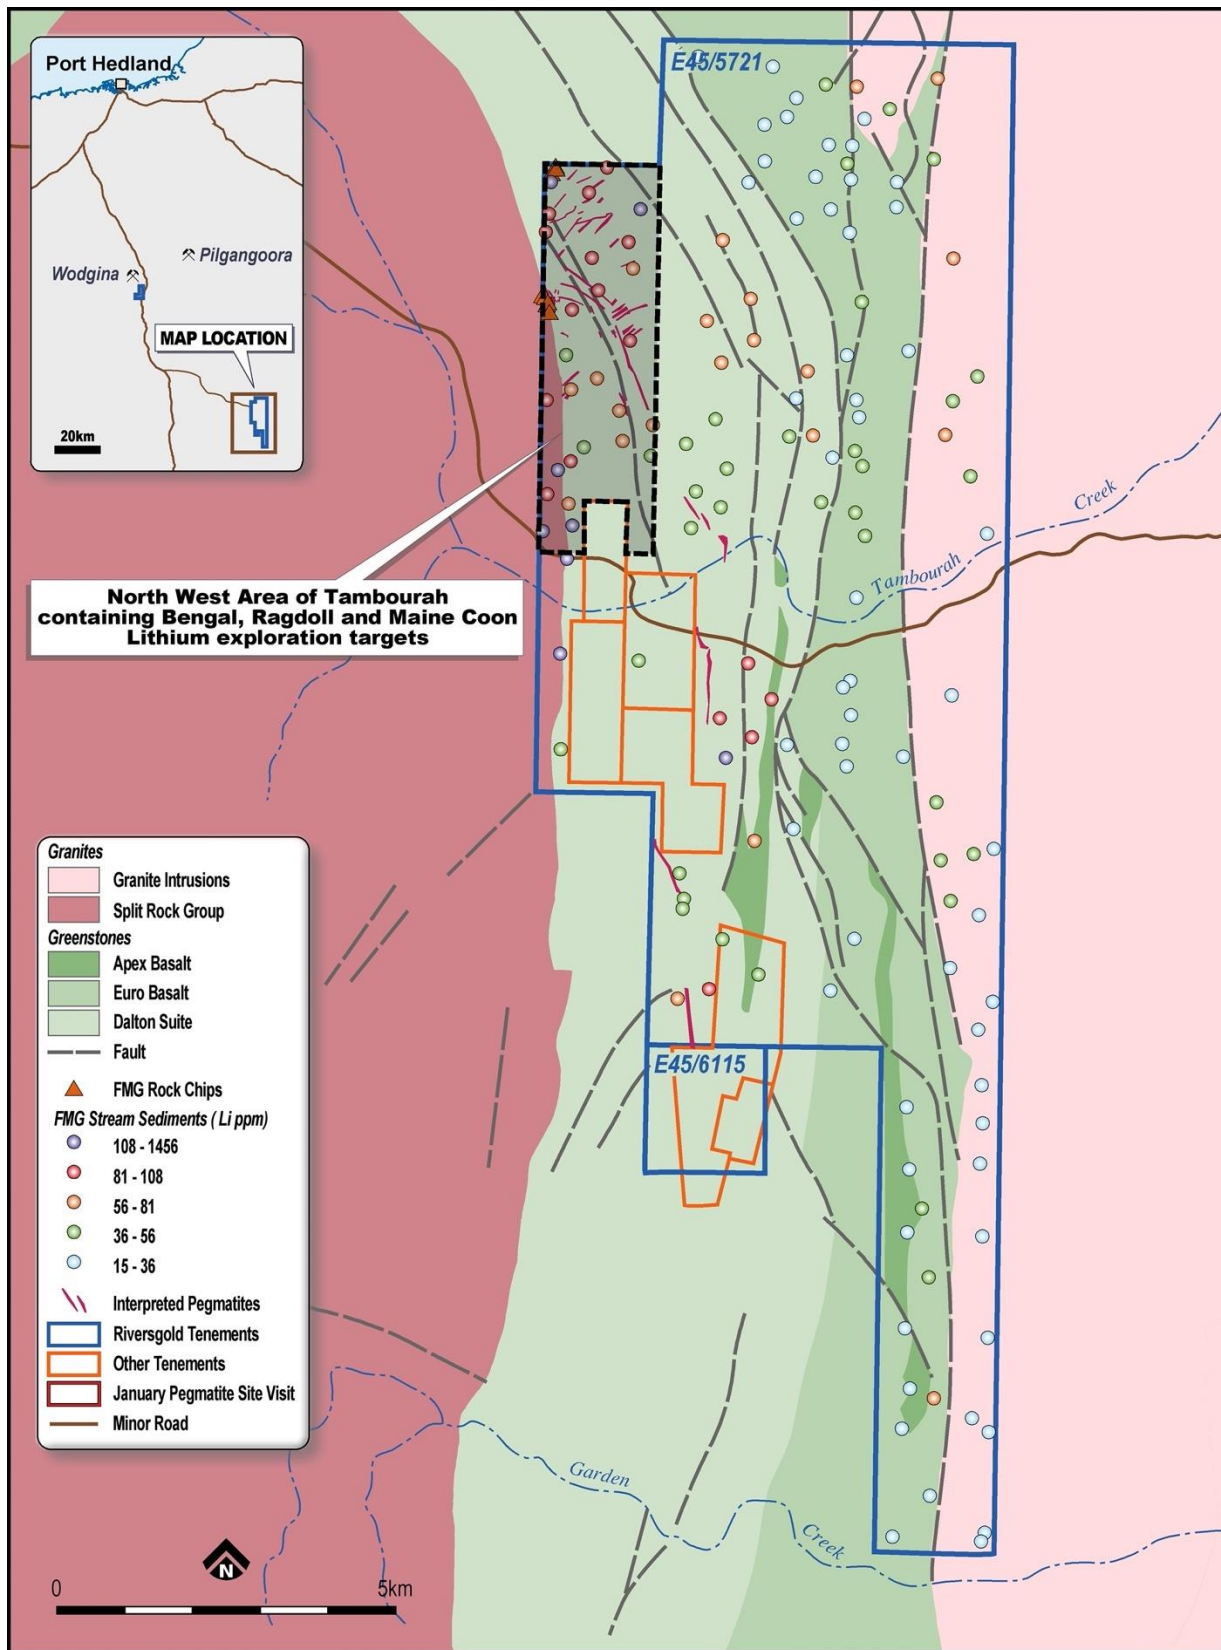 Port Hedland
Pilgangoora
Wodgina
MAP LOCATION
20km
E45/5721
Creek
Tambourah
North West Area of Tambourah
containing Bengal, Ragdoll and Maine Coon
Lithium exploration targets
E45/6115
Granites
Granite Intrusions
Split Rock Group
Greenstones
Apex Basalt
Euro Basalt
Dalton Suite
Fault
FMG Rock Chips
FMG Stream Sediments ( Li ppm)
108 - 1456
81 - 108
56 - 81
36 - 56
15 - 36
Interpreted Pegmatites
Riversgold Tenements
Other Tenements
January Pegmatite Site Visit
Minor Road
Garden
Creek
N
0 5km